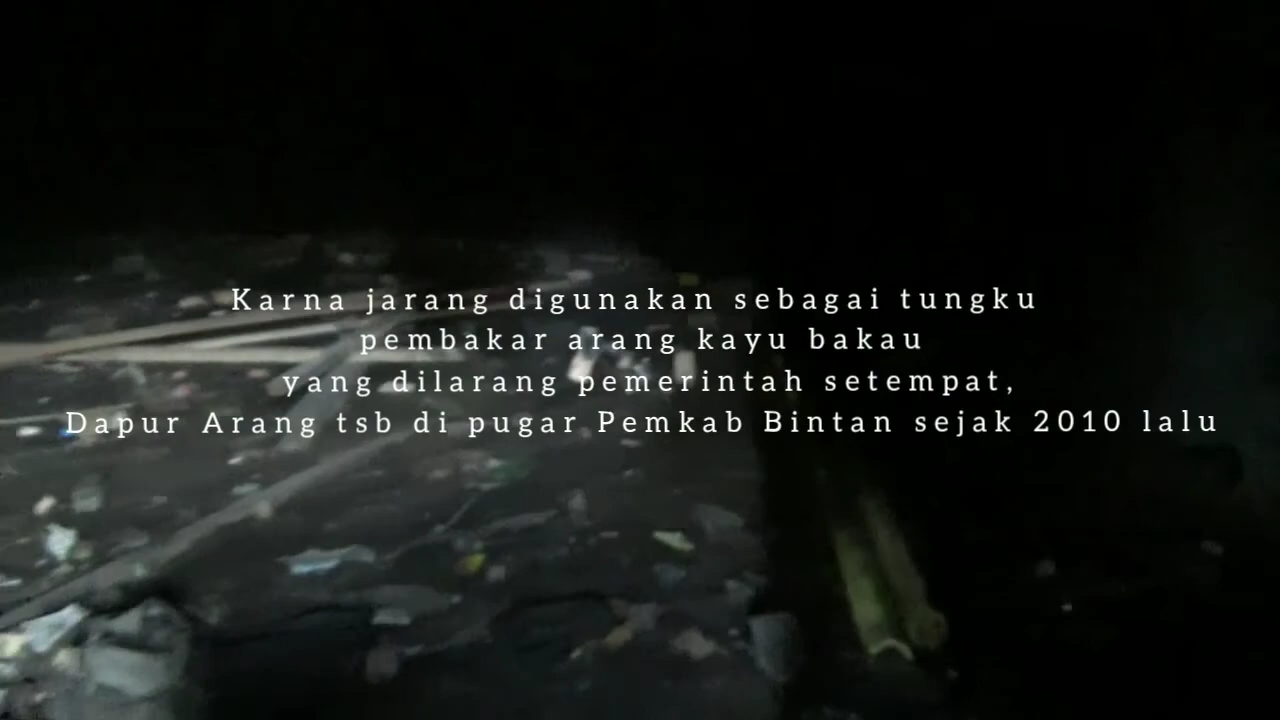 Karna jarang digunakan sebagai tungku
pembakar arang kayu bakau
yang dilarang pemerintah setempat,
Dapur Arang tsb di pugar Pemkab Bintan sejak 2010 lalu